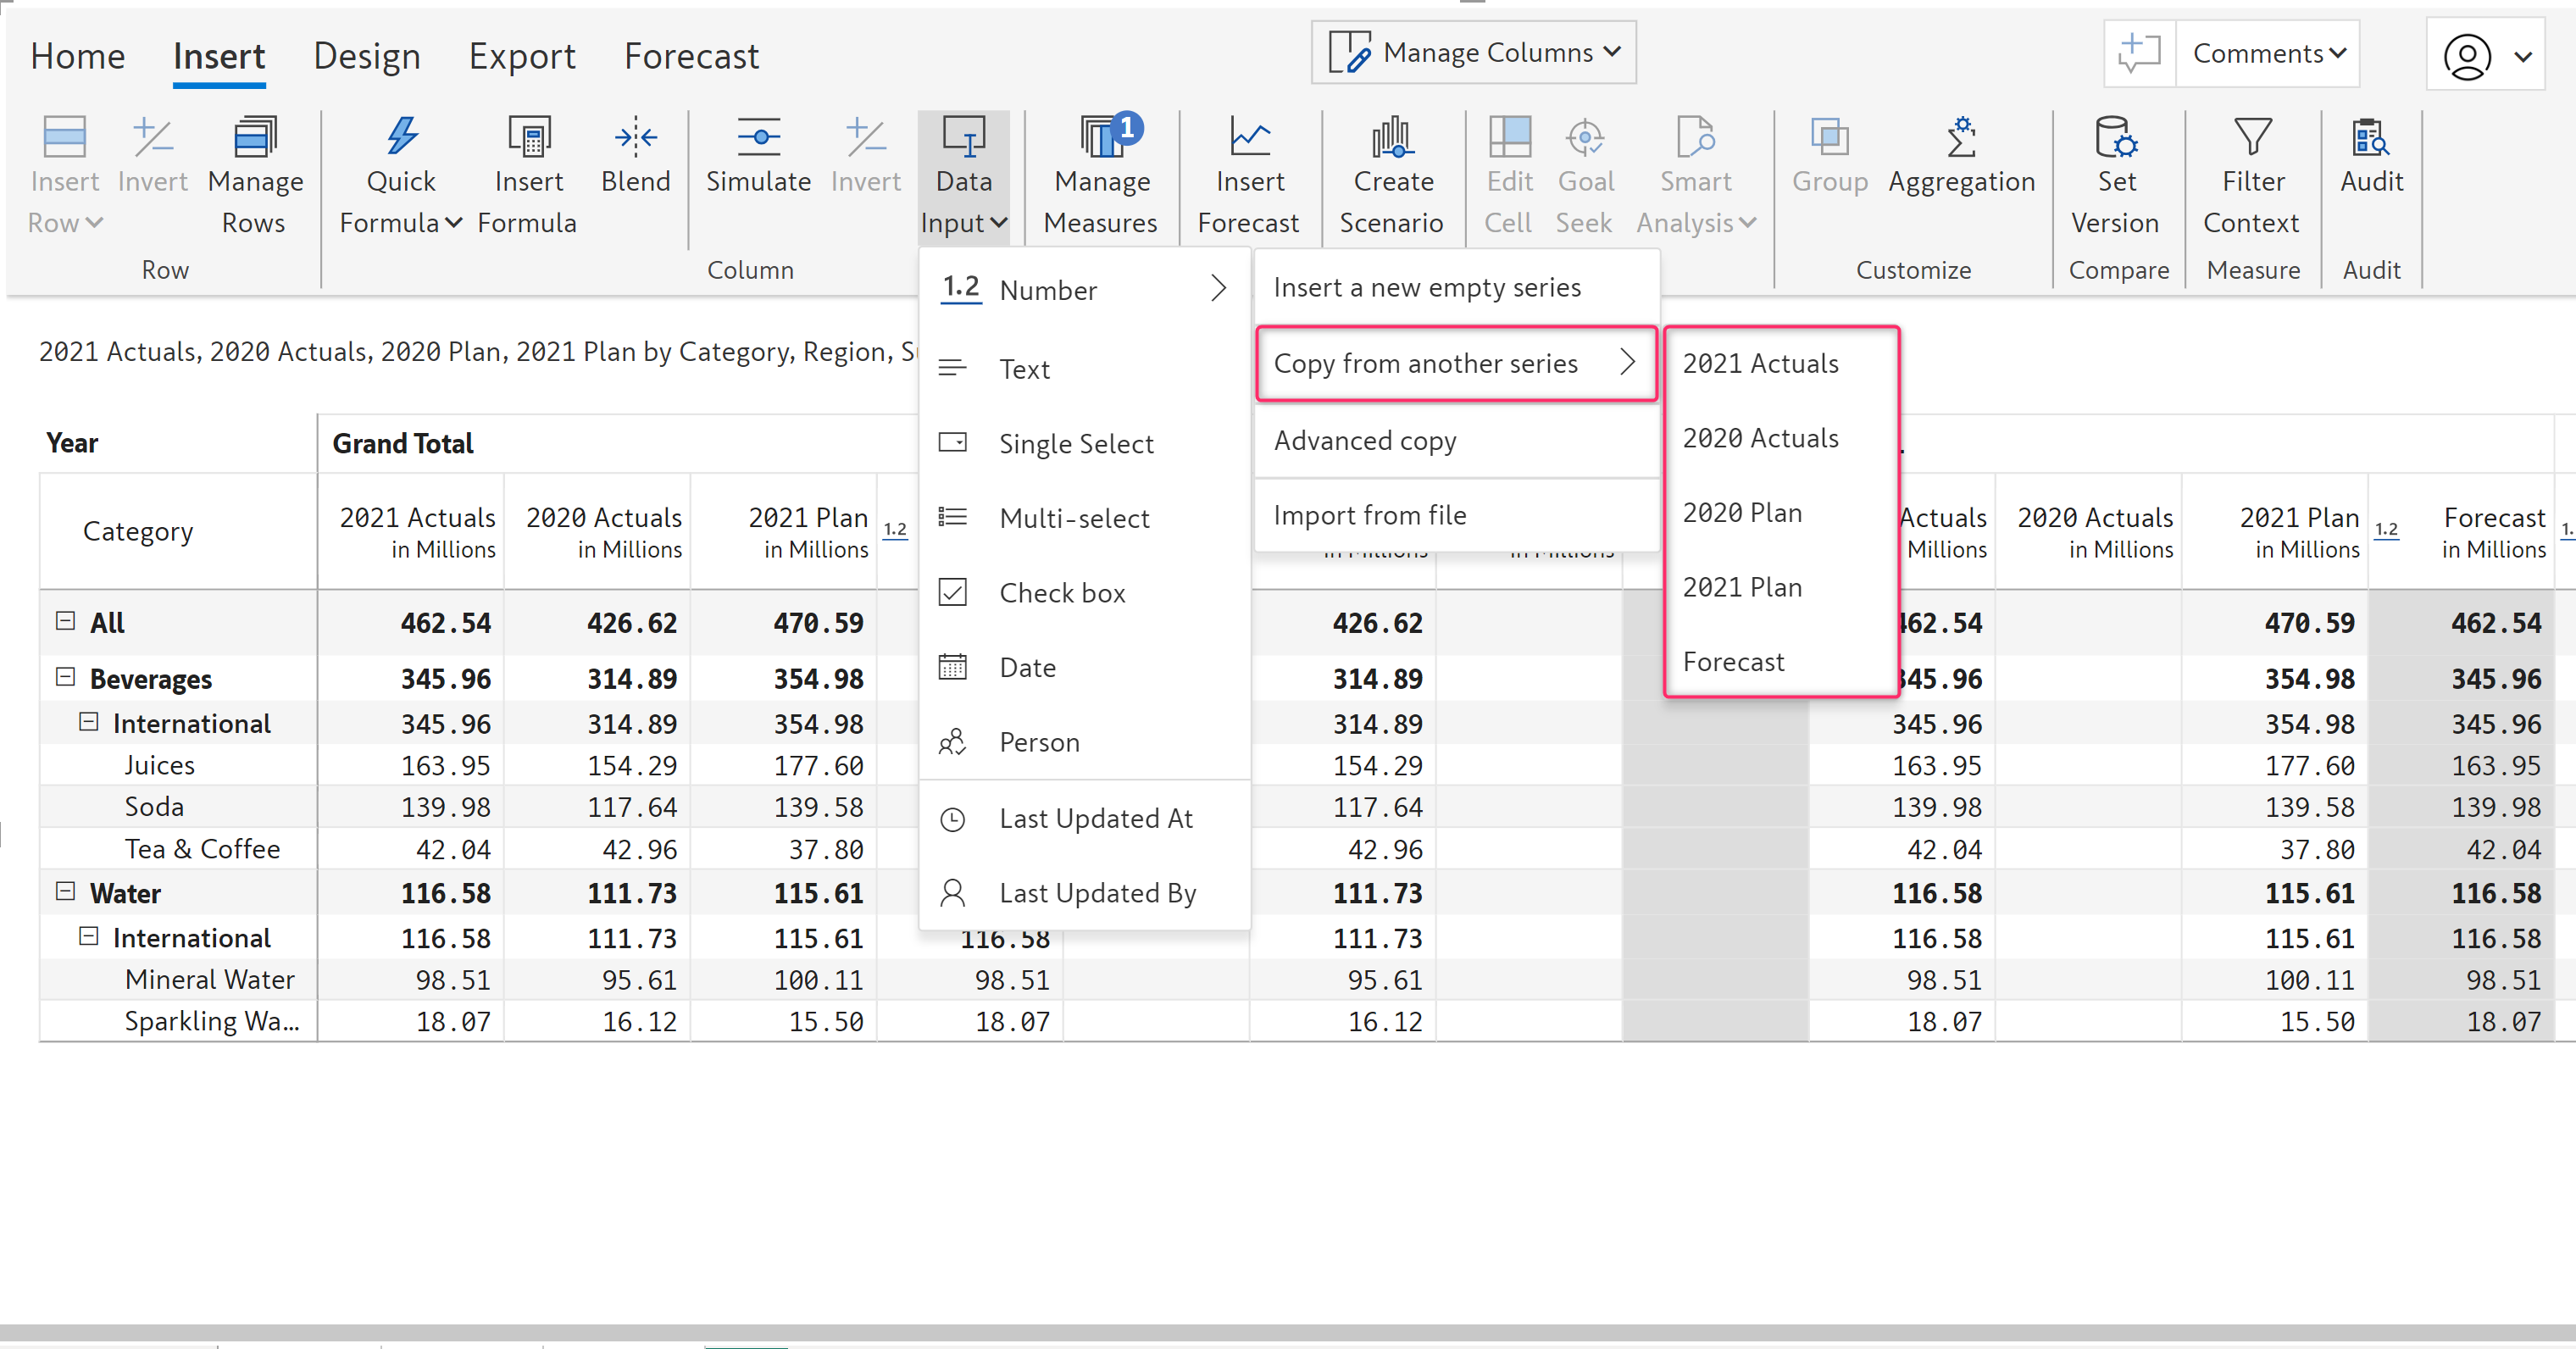 Home Insert Design Export Forecast Manage Columns Comments
Insert Row Invert Manage Rows Quick Formula Insert Formula Blend Simulate Invert Data Input Manage Measures 1 Insert Forecast Create Scenario Edit Cell Goal Seek Smart Analysis Group Aggregation Set Version Filter Context Audit
Row Column Customize Compare Measure Audit
1.2 Number
Text
Single Select
Multi-select
Check box
Date
Person
Last Updated At
Last Updated By
Insert a new empty series
Copy from another series
Advanced copy
Import from file
2021 Actuals
2020 Actuals
2020 Plan
2021 Plan
Forecast
2021 Actuals, 2020 Actuals, 2020 Plan, 2021 Plan by Category, Region,
Year Grand Total
Category 2021 Actuals in Millions 2020 Actuals in Millions 2021 Plan in Millions 1.2 in Millions in Millions Actuals Millions 2020 Actuals in Millions 2021 Plan in Millions 1.2 Forecast in Millions
All 462.54 426.62 470.59 426.62 462.54 470.59 462.54
Beverages 345.96 314.89 354.98 314.89 345.96 354.98 345.96
International 345.96 314.89 354.98 314.89 345.96 354.98 345.96
Juices 163.95 154.29 177.60 154.29 163.95 177.60 163.95
Soda 139.98 117.64 139.58 117.64 139.98 139.58 139.98
Tea & Coffee 42.04 42.96 37.80 42.96 42.04 37.80 42.04
Water 116.58 111.73 115.61 111.73 116.58 115.61 116.58
International 116.58 111.73 115.61 116.58 111.73 116.58 115.61 116.58
Mineral Water 98.51 95.61 100.11 98.51 95.61 98.51 100.11 98.51
Sparkling Wa... 18.07 16.12 15.50 18.07 16.12 18.07 15.50 18.07